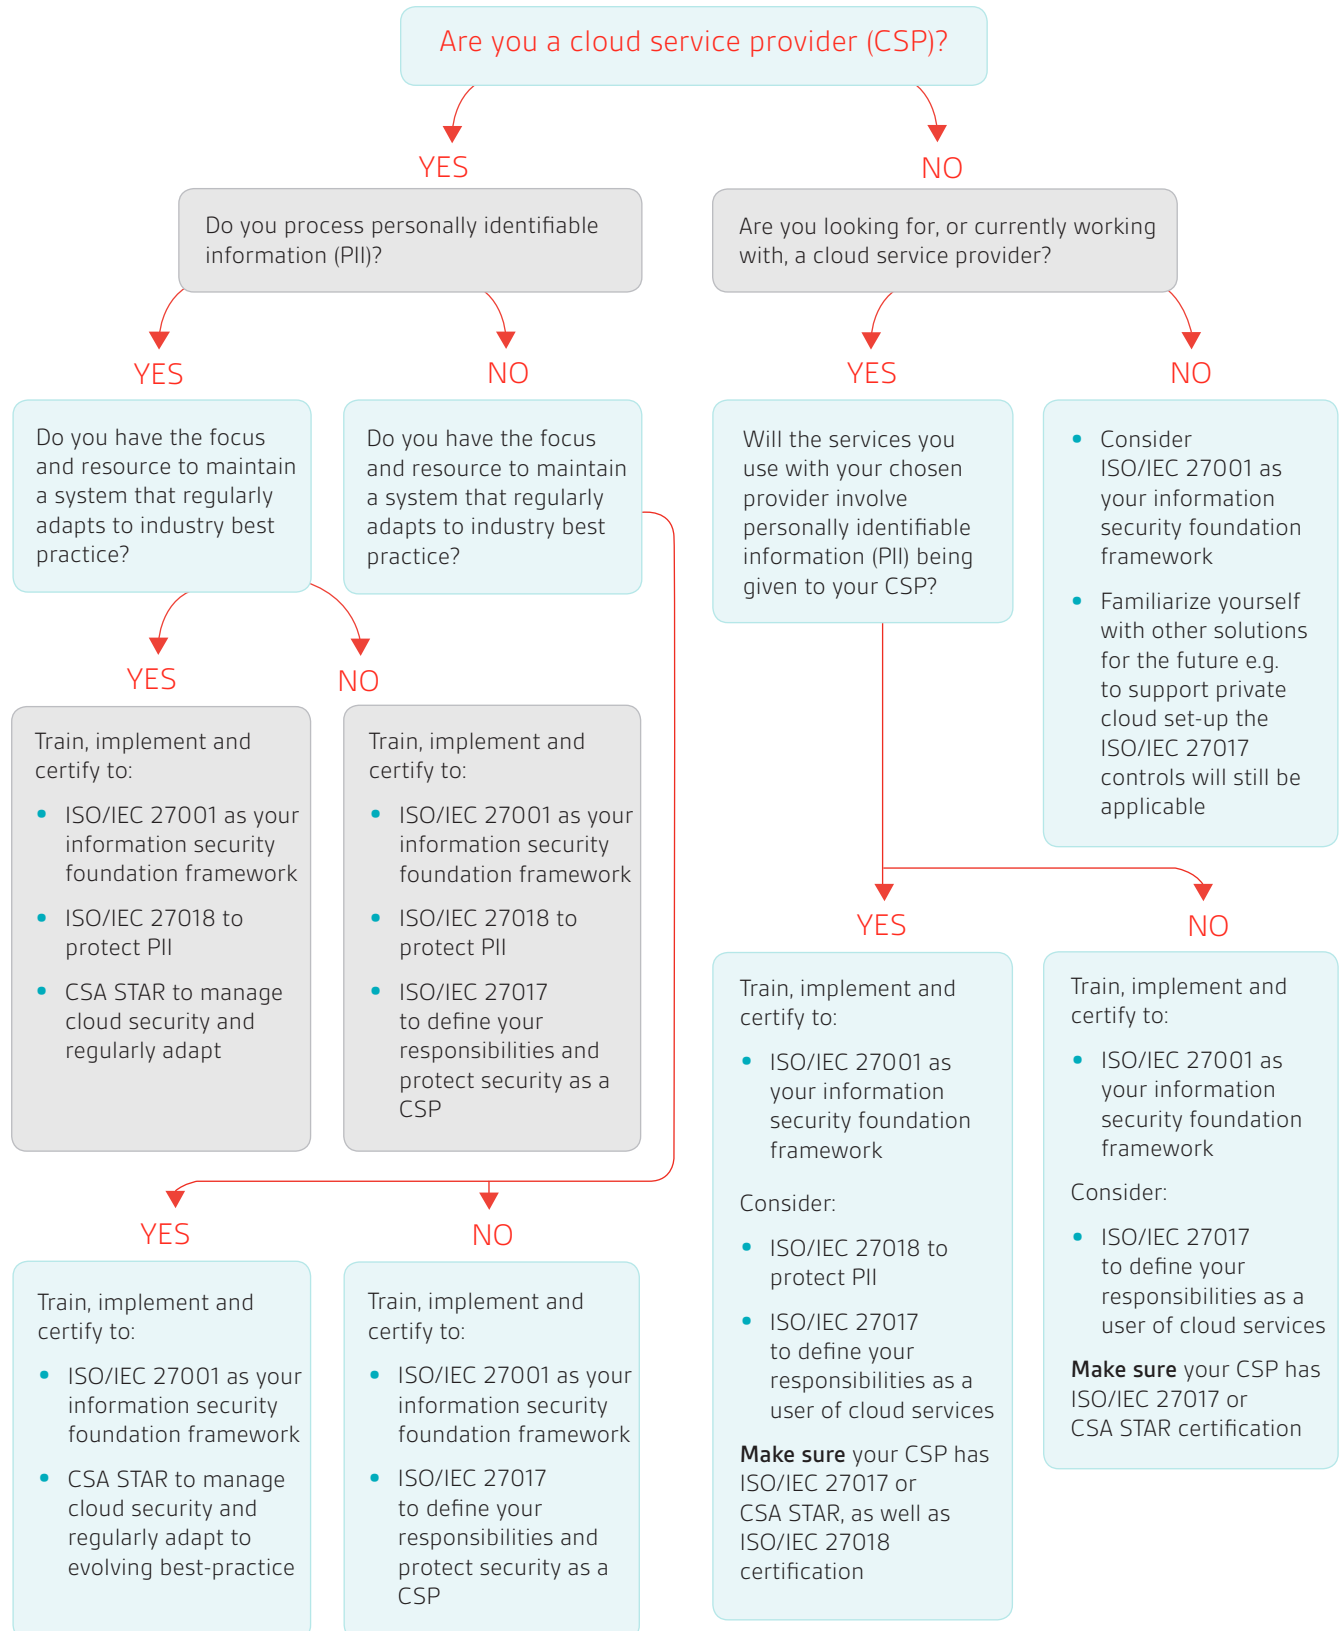 Are you a cloud service provider (CSP)?
YES
NO
Do you process personally identifiable
information (PII)?
Are you looking for, or currently working
with, a cloud service provider?
YES
NO
YES
NO
Do you have the focus
and resource to maintain
a system that regularly
adapts to industry best
practice?
Do you have the focus
and resource to maintain
a system that regularly
adapts to industry best
practice?
Will the services you
use with your chosen
provider involve
personally identifiable
information (PII) being
given to your CSP?
• Consider
ISO/IEC 27001 as
your information
security foundation
framework
• Familiarize yourself
with other solutions
for the future e.g.
to support private
cloud set-up the
ISO/IEC 27017
controls will still be
applicable
YES
NO
Train, implement and
certify to:
• ISO/IEC 27001 as your
information security
foundation framework
• ISO/IEC 27018 to
protect PII
• CSA STAR to manage
cloud security and
regularly adapt
Train, implement and
certify to:
• ISO/IEC 27001 as your
information security
foundation framework
• ISO/IEC 27018 to
protect PII
• ISO/IEC 27017
to define your
responsibilities and
protect security as a
CSP
YES
NO
Train, implement and
certify to:
• ISO/IEC 27001 as
your information
security foundation
framework
Consider:
• ISO/IEC 27018 to
protect PII
• ISO/IEC 27017
to define your
responsibilities as a
user of cloud services
Make sure your CSP has
ISO/IEC 27017 or
CSA STAR, as well as
ISO/IEC 27018
certification
Train, implement and
certify to:
• ISO/IEC 27001 as
your information
security foundation
framework
Consider:
• ISO/IEC 27017
to define your
responsibilities as a
user of cloud services
Make sure your CSP has
ISO/IEC 27017 or
CSA STAR certification
YES
NO
Train, implement and
certify to:
• ISO/IEC 27001 as your
information security
foundation framework
• CSA STAR to manage
cloud security and
regularly adapt to
evolving best-practice
Train, implement and
certify to:
• ISO/IEC 27001 as your
information security
foundation framework
• ISO/IEC 27017
to define your
responsibilities and
protect security as a
CSP